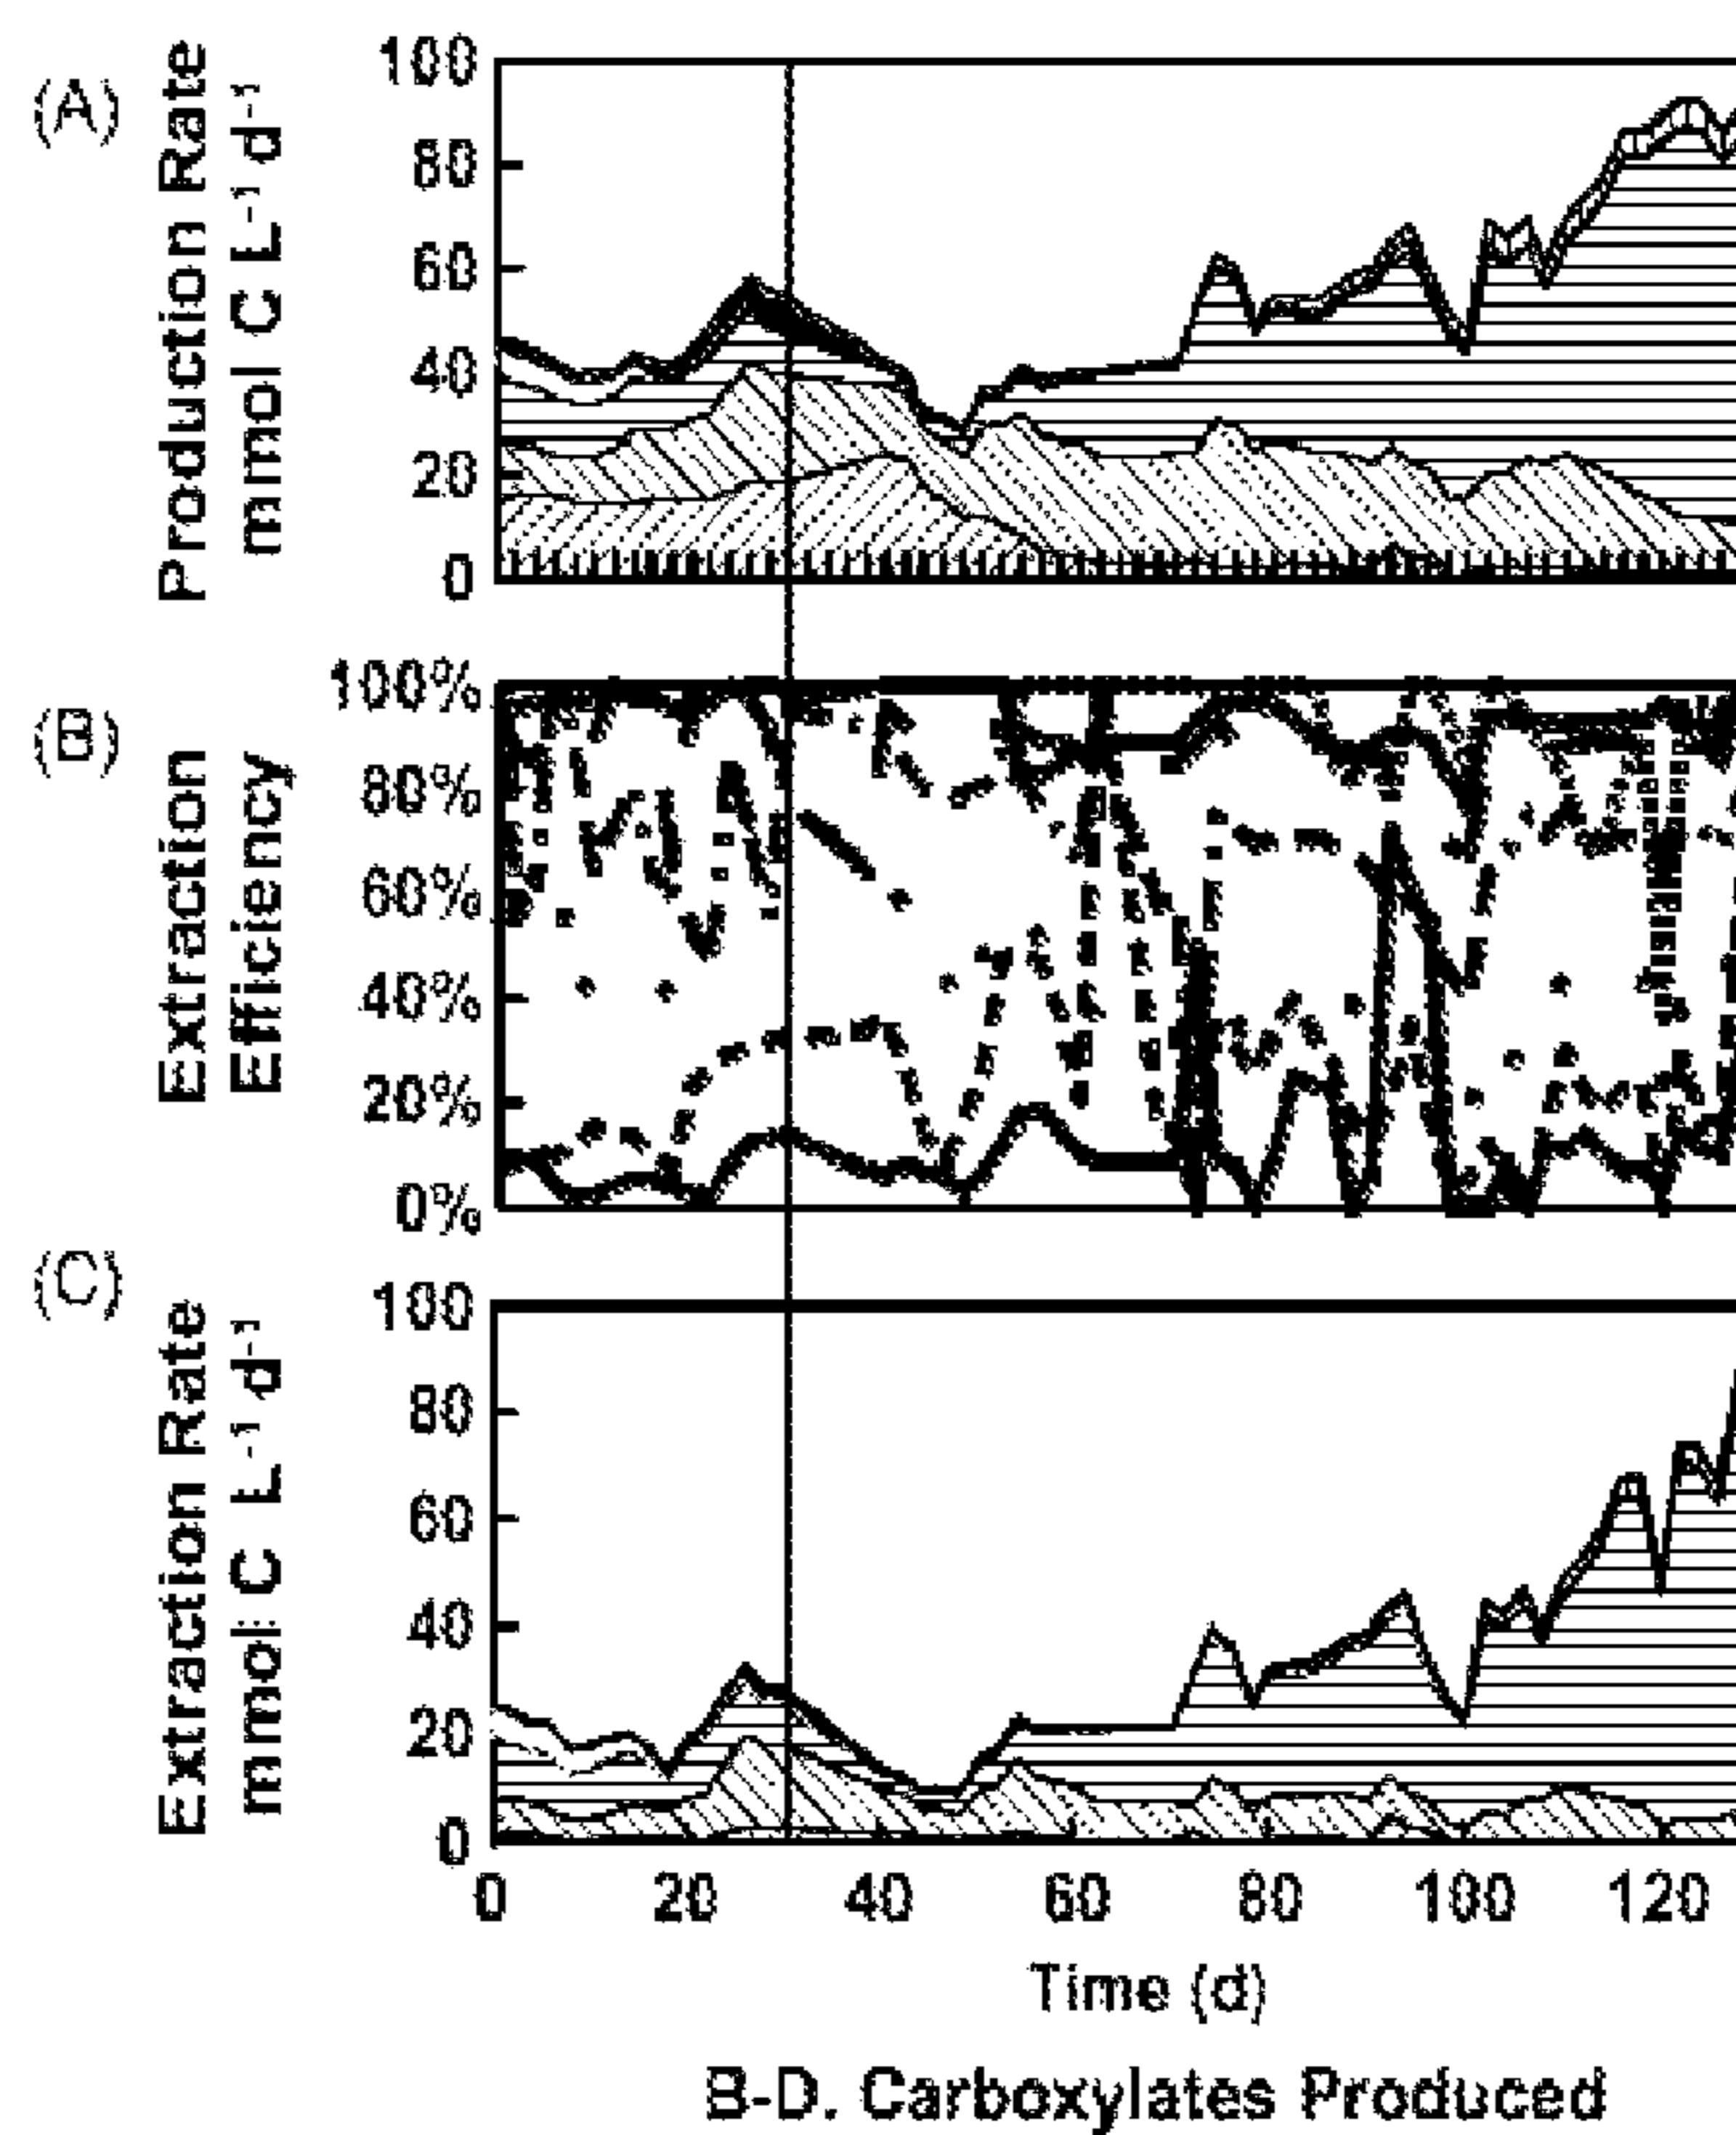 (A)
Production Rate
mmol C L⁻¹ d⁻¹
100
80
60
40
20
0
(B)
Extraction
Efficiency
100%
80%
60%
40%
20%
0%
(C)
Extraction Rate
mmol C L⁻¹ d⁻¹
100
80
60
40
20
0
0 20 40 60 80 100 120
Time (d)
B-D. Carboxylates Produced